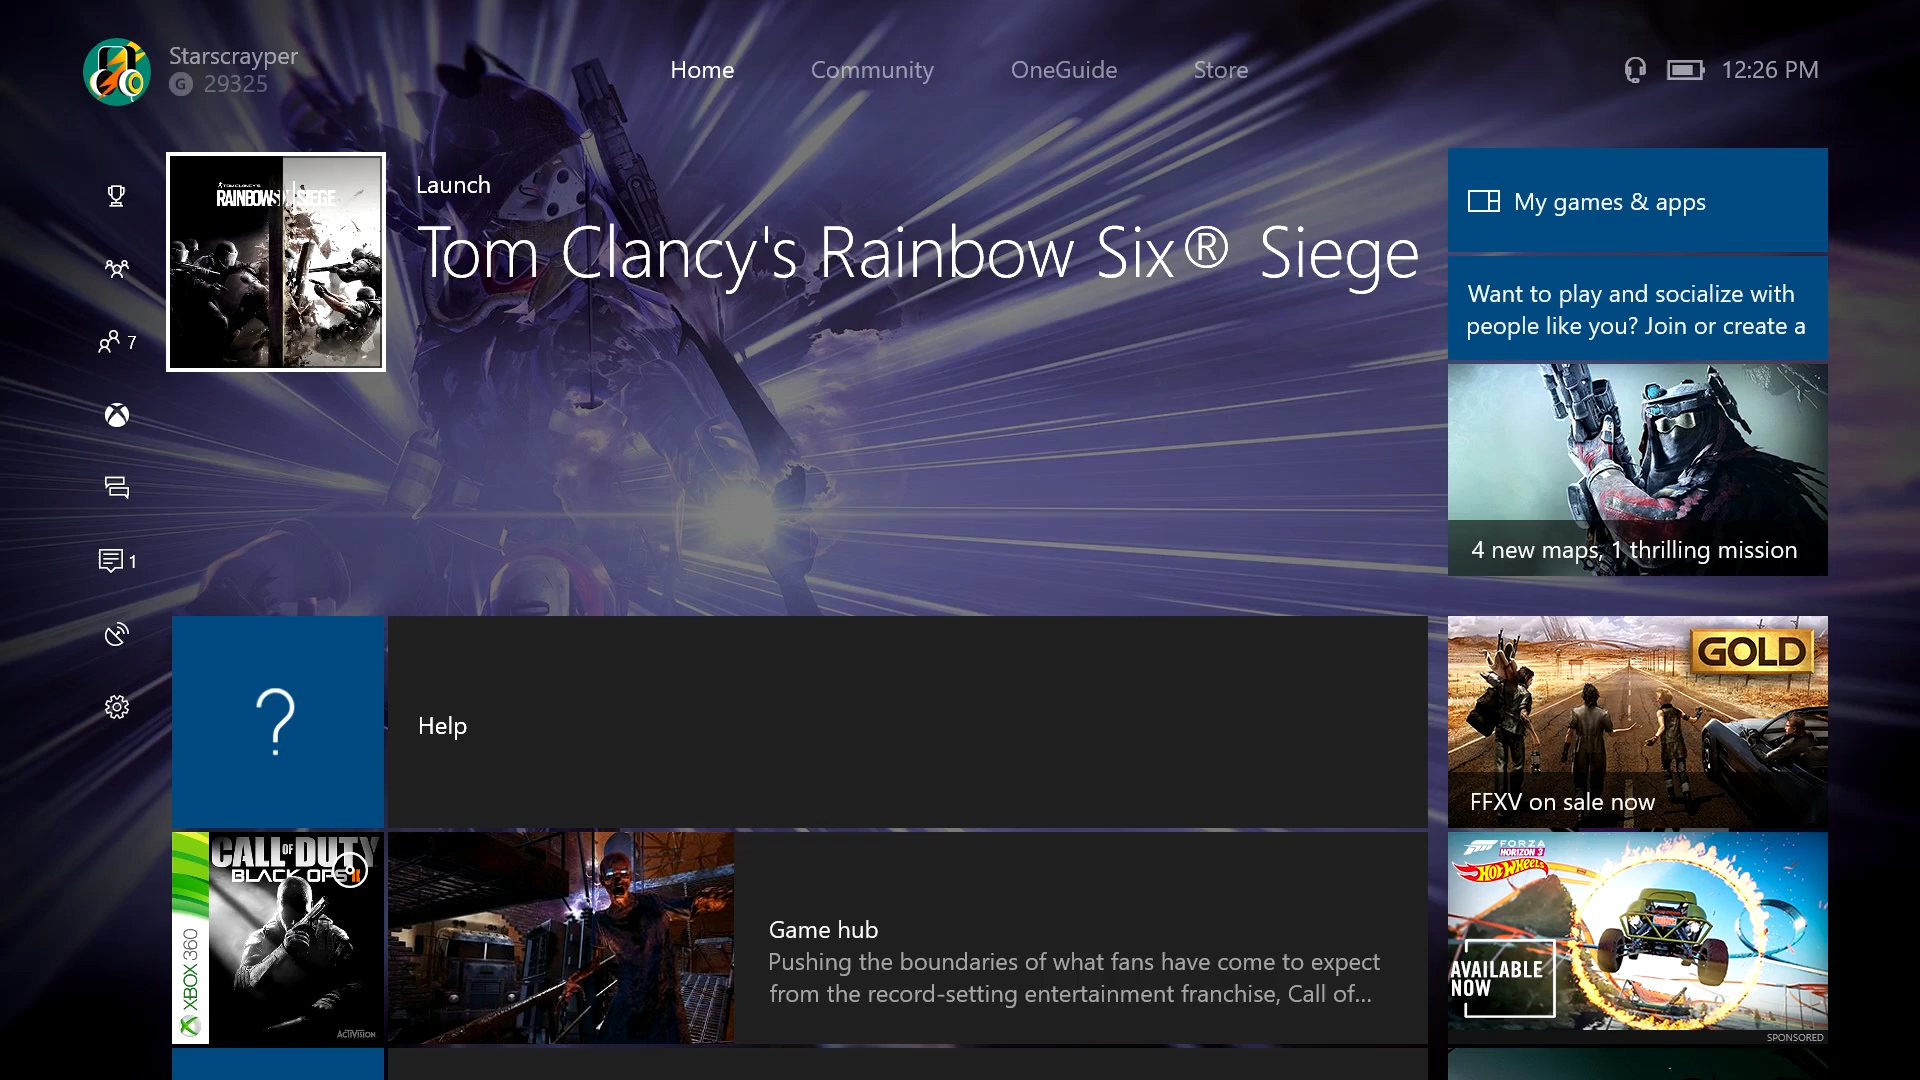 Starscrayper
G 29325
Home
Community
OneGuide
Store
12:26 PM
TOM CLANCY'S
RAINBOWSIX SIEGE
Launch
Tom Clancy's Rainbow Six® Siege
My games & apps
Want to play and socialize with
people like you? Join or create a
4 new maps, 1 thrilling mission
7
1
?
Help
GOLD
FFXV on sale now
CALL OF DUTY
BLACK OPS II
XBOX 360
ACTIVISION
Game hub
Pushing the boundaries of what fans have come to expect
from the record-setting entertainment franchise, Call of...
FORZA
HORIZON 3
HOT WHEELS
AVAILABLE
NOW
SPONSORED